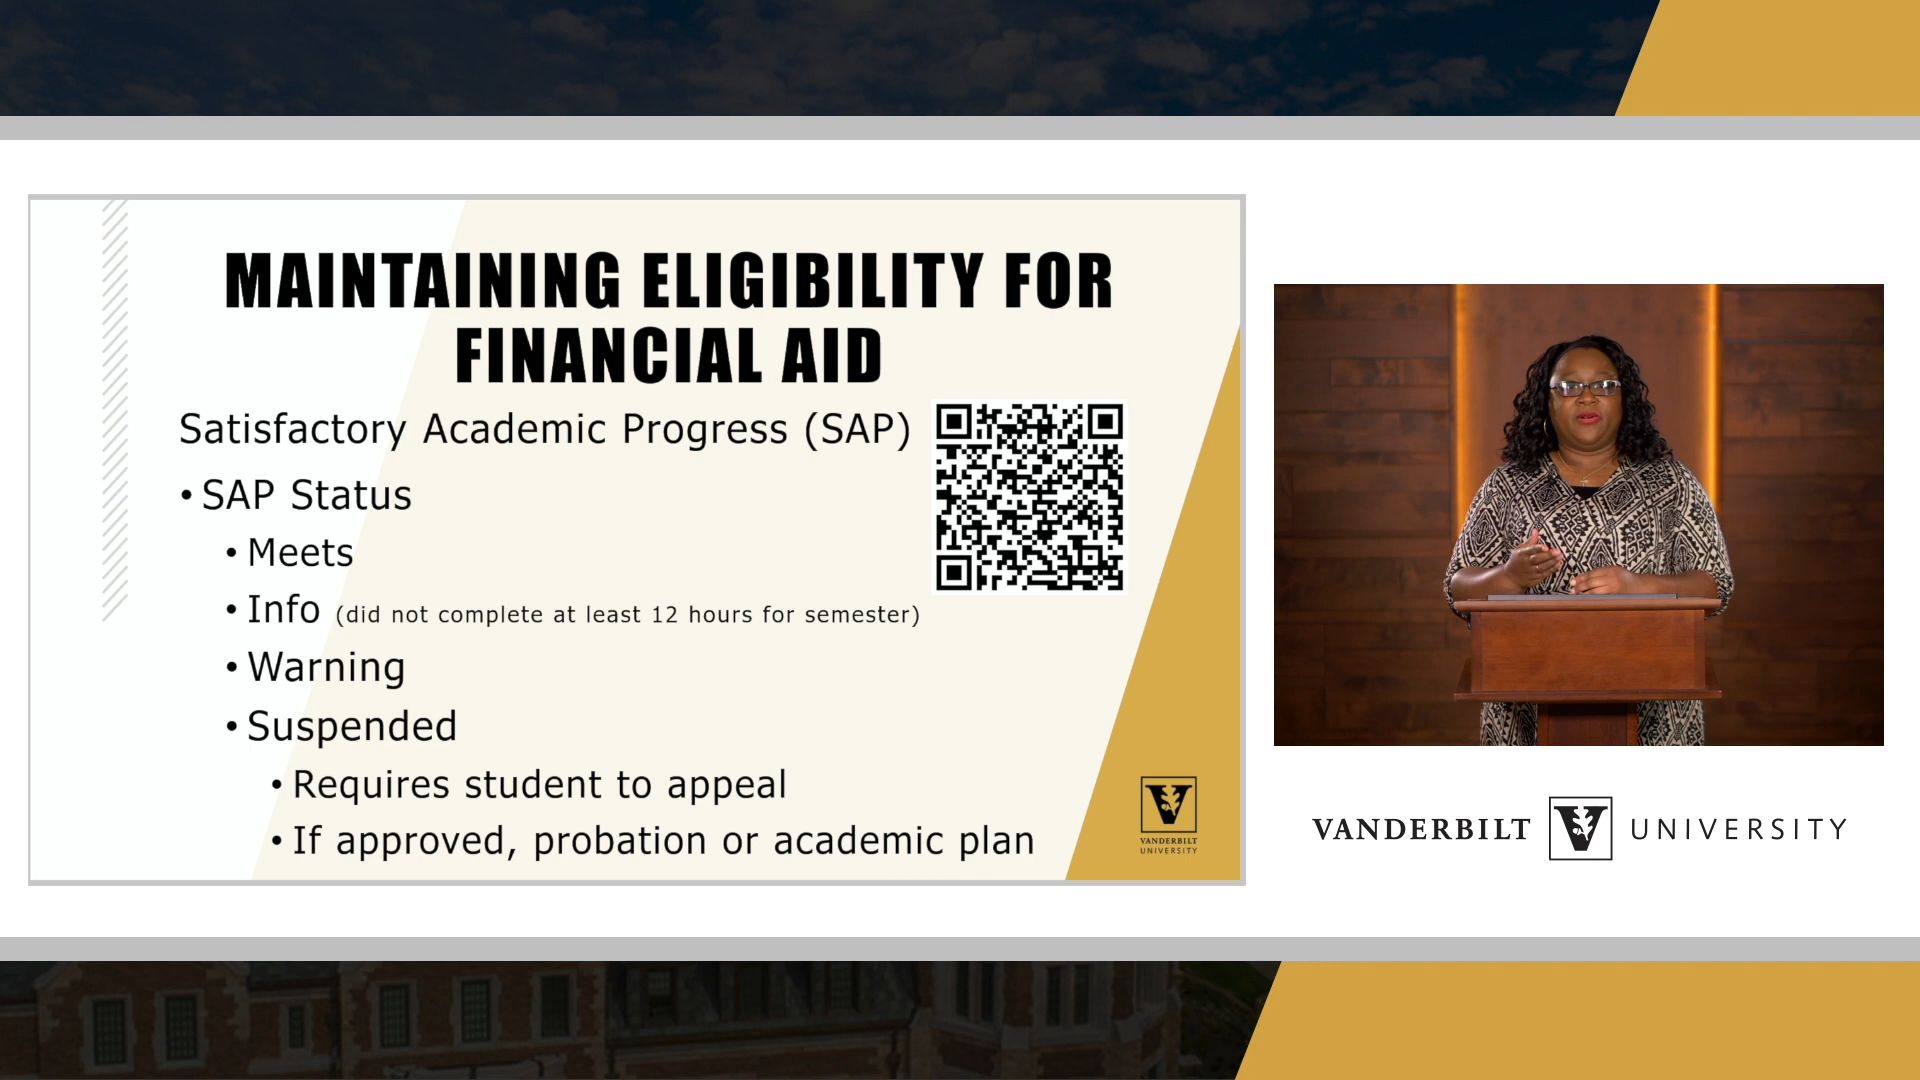 MAINTAINING ELIGIBILITY FOR
FINANCIAL AID
Satisfactory Academic Progress (SAP)
• SAP Status
• Meets
• Info (did not complete at least 12 hours for semester)
• Warning
• Suspended
• Requires student to appeal
• If approved, probation or academic plan
V
VANDERBILT
UNIVERSITY
VANDERBILT V UNIVERSITY